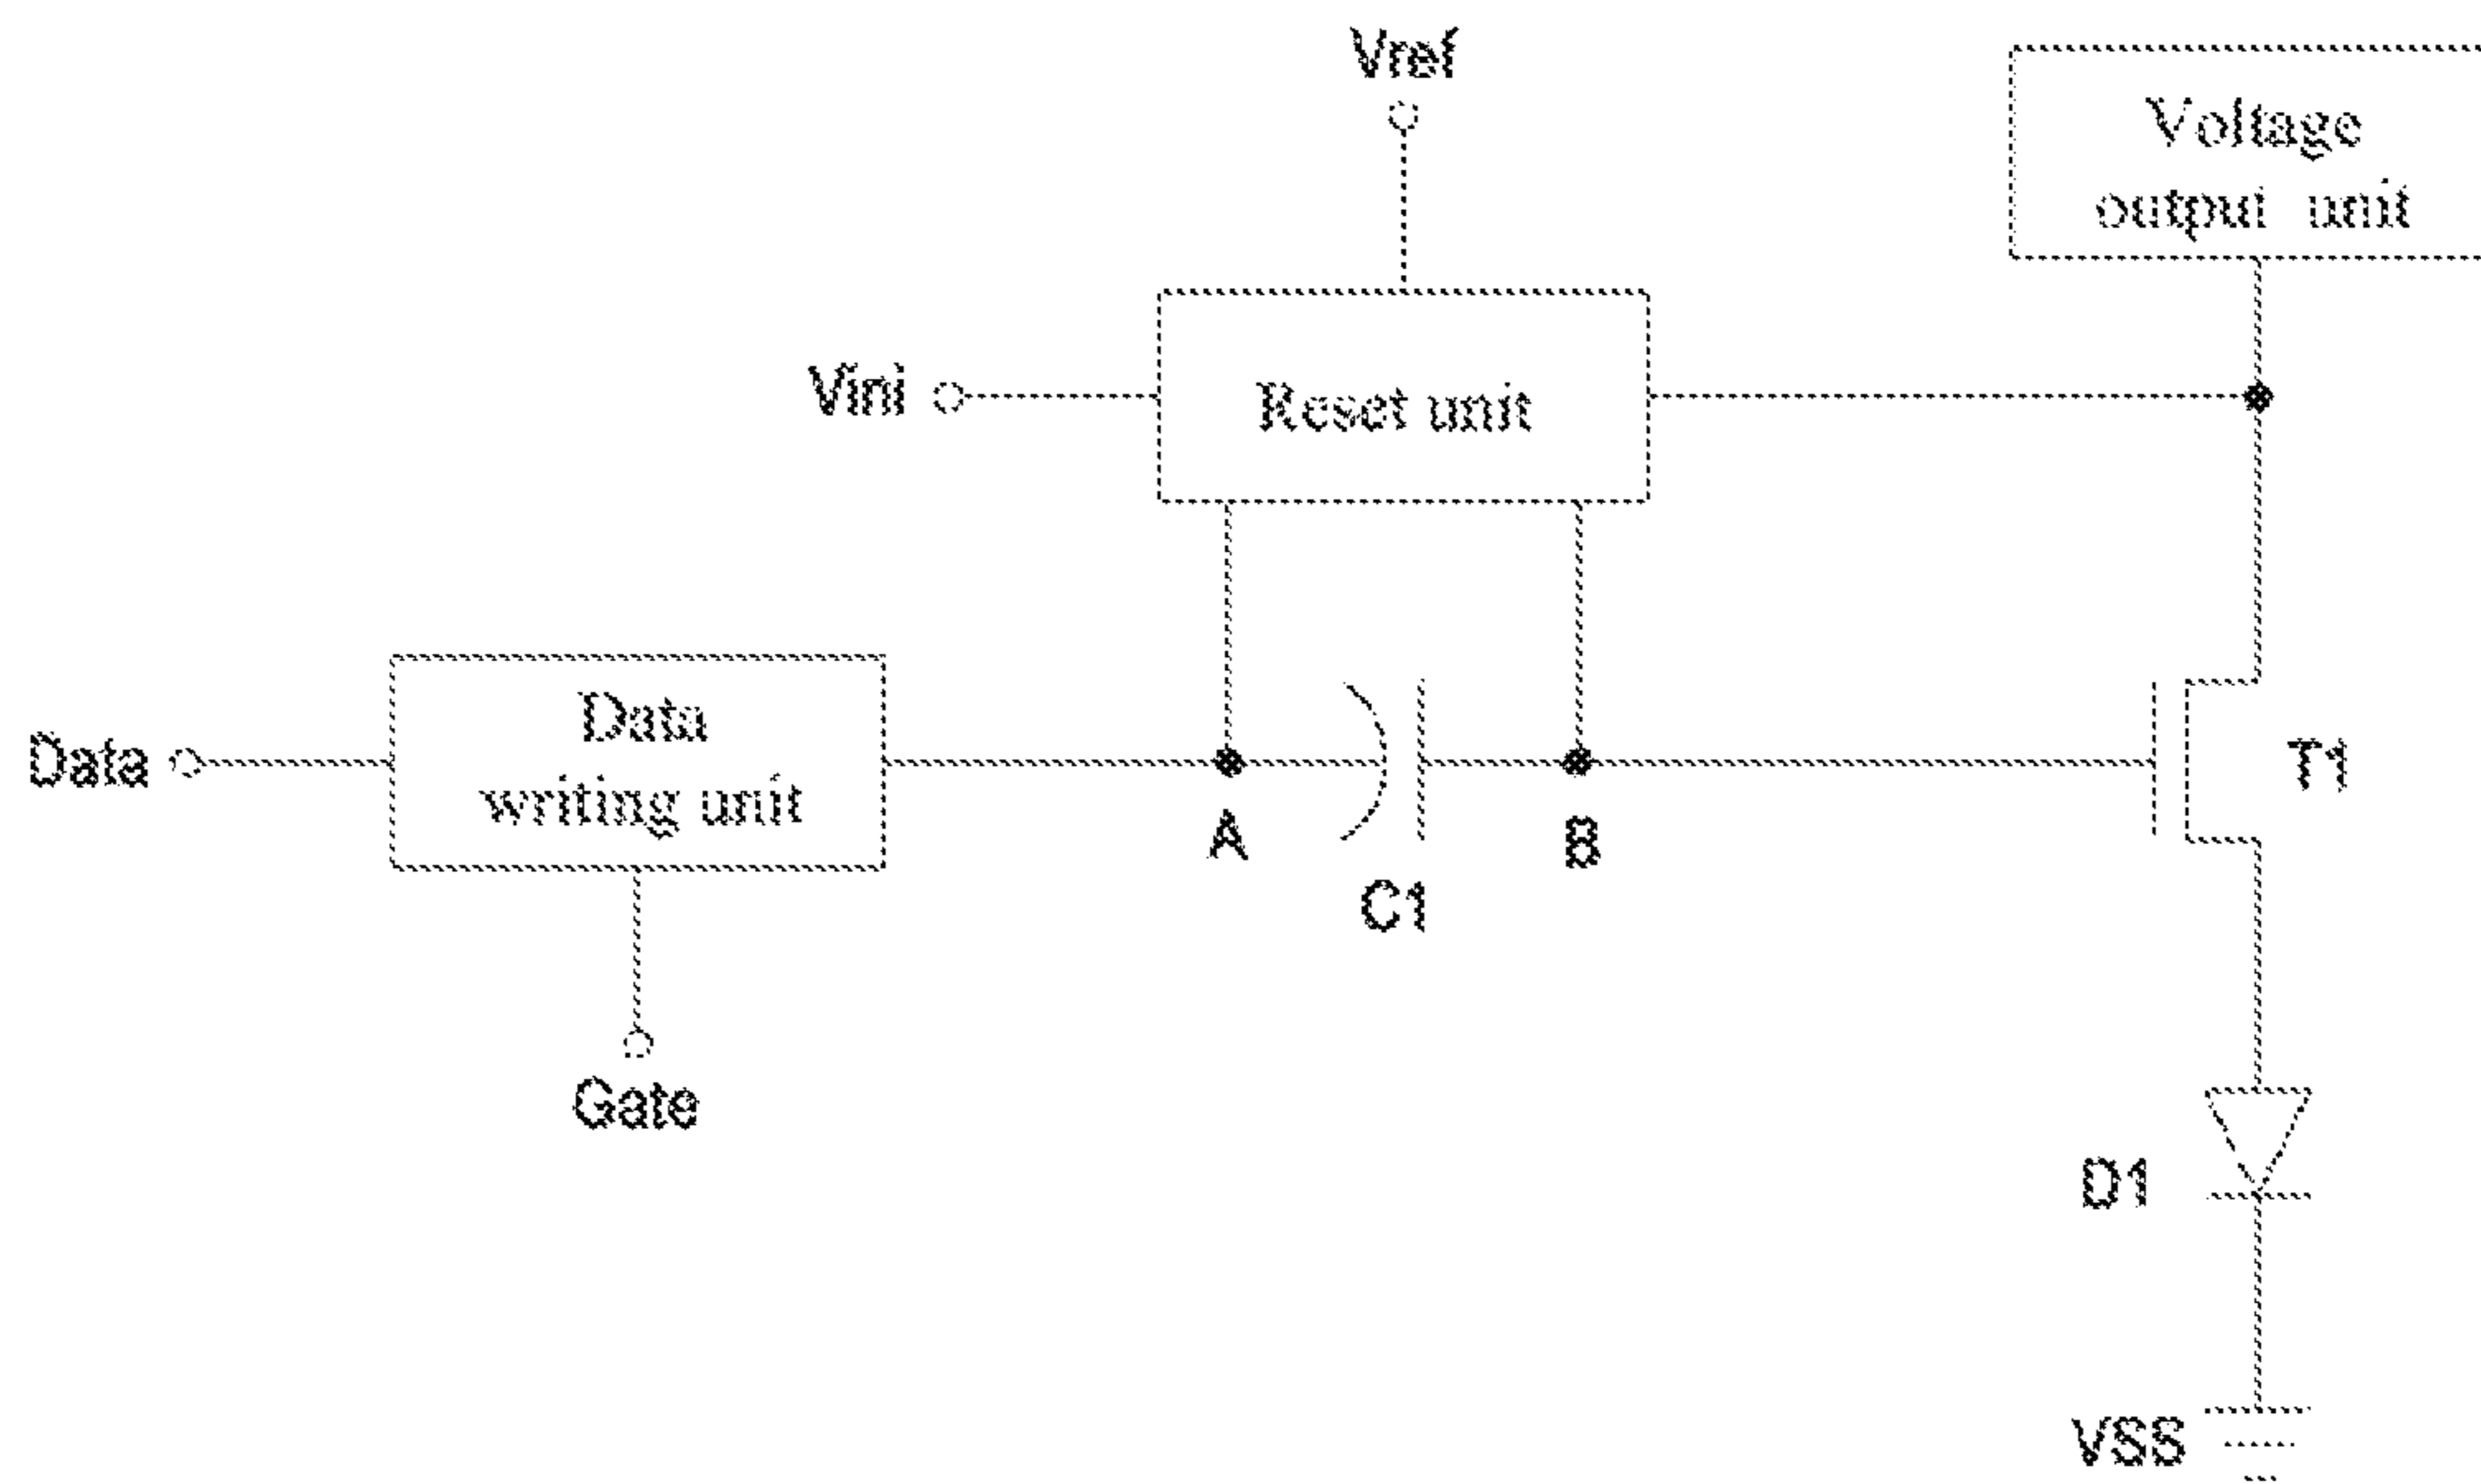 Vref
Voltage
output unit
Vini
Reset unit
Data
Data
writing unit
T1
A
B
C1
Gate
D1
VSS